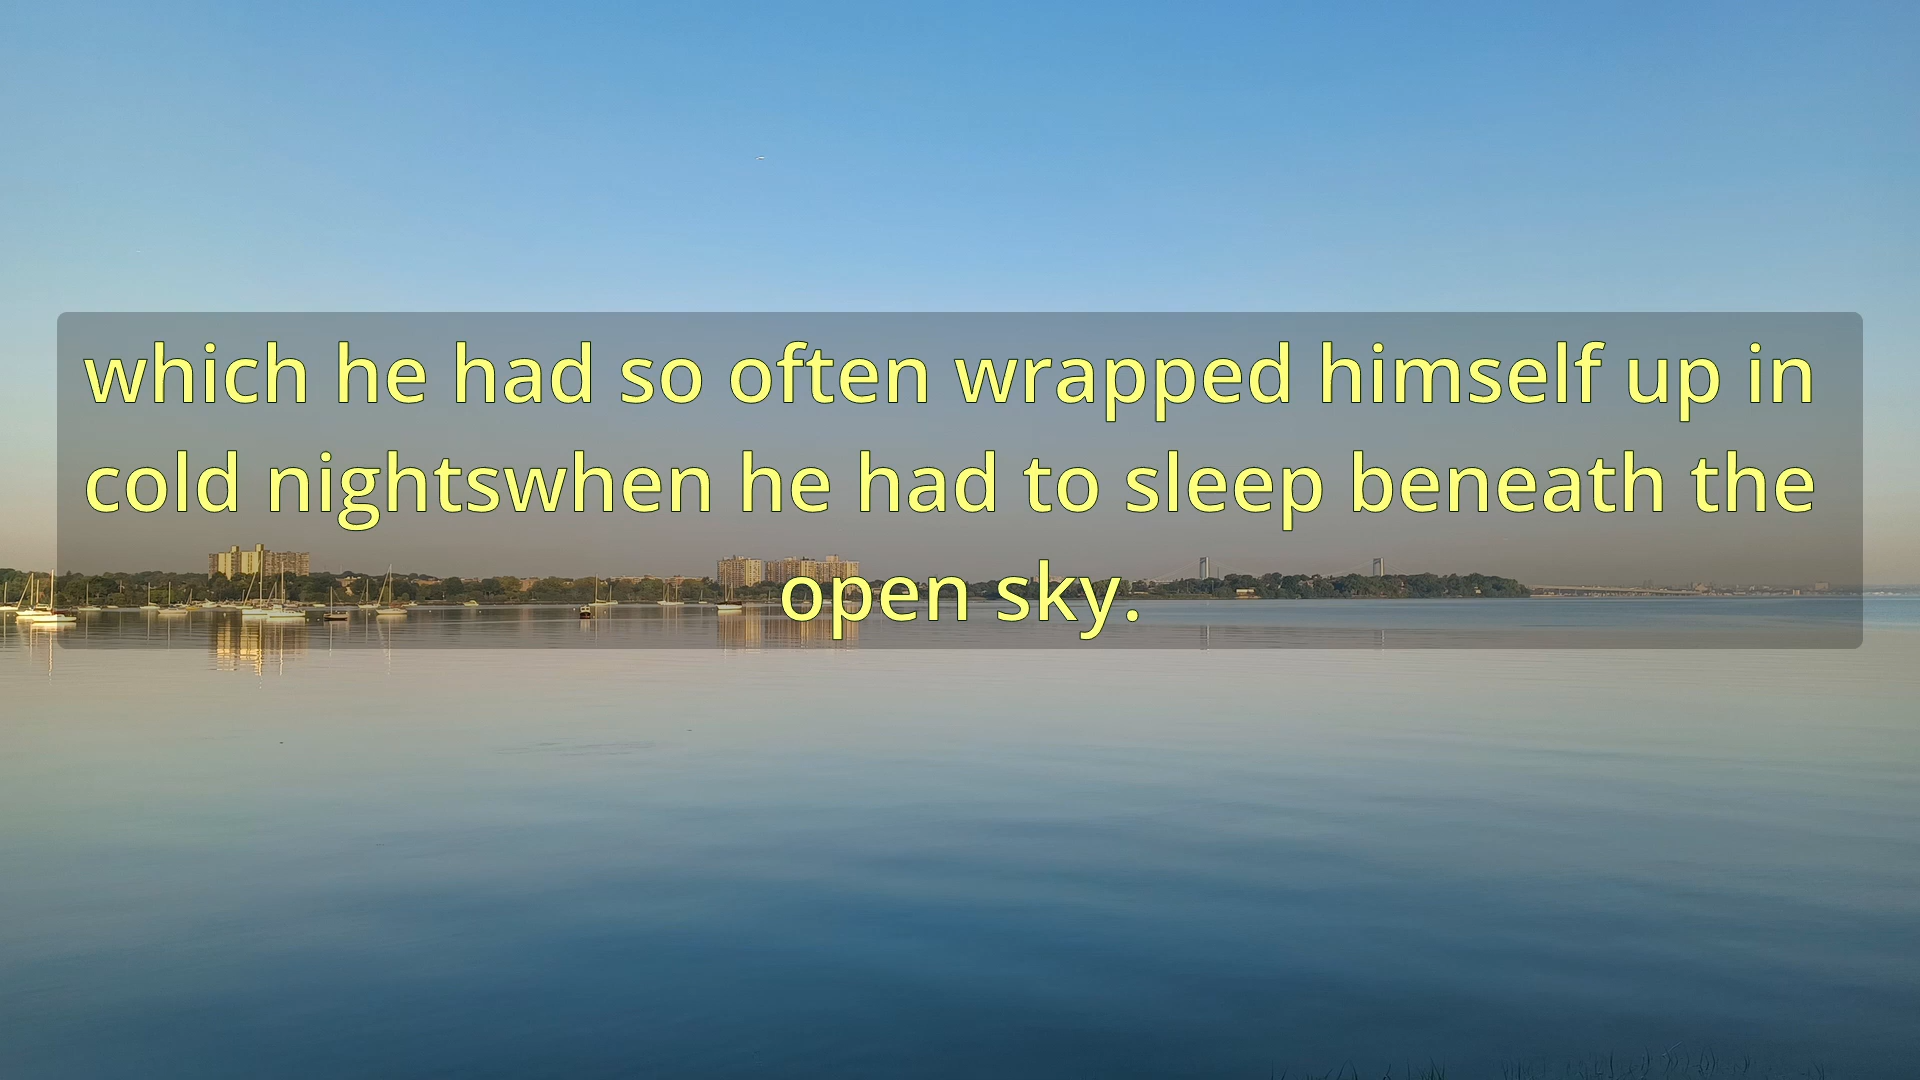 which he had so often wrapped himself up in
cold nightswhen he had to sleep beneath the
open sky.